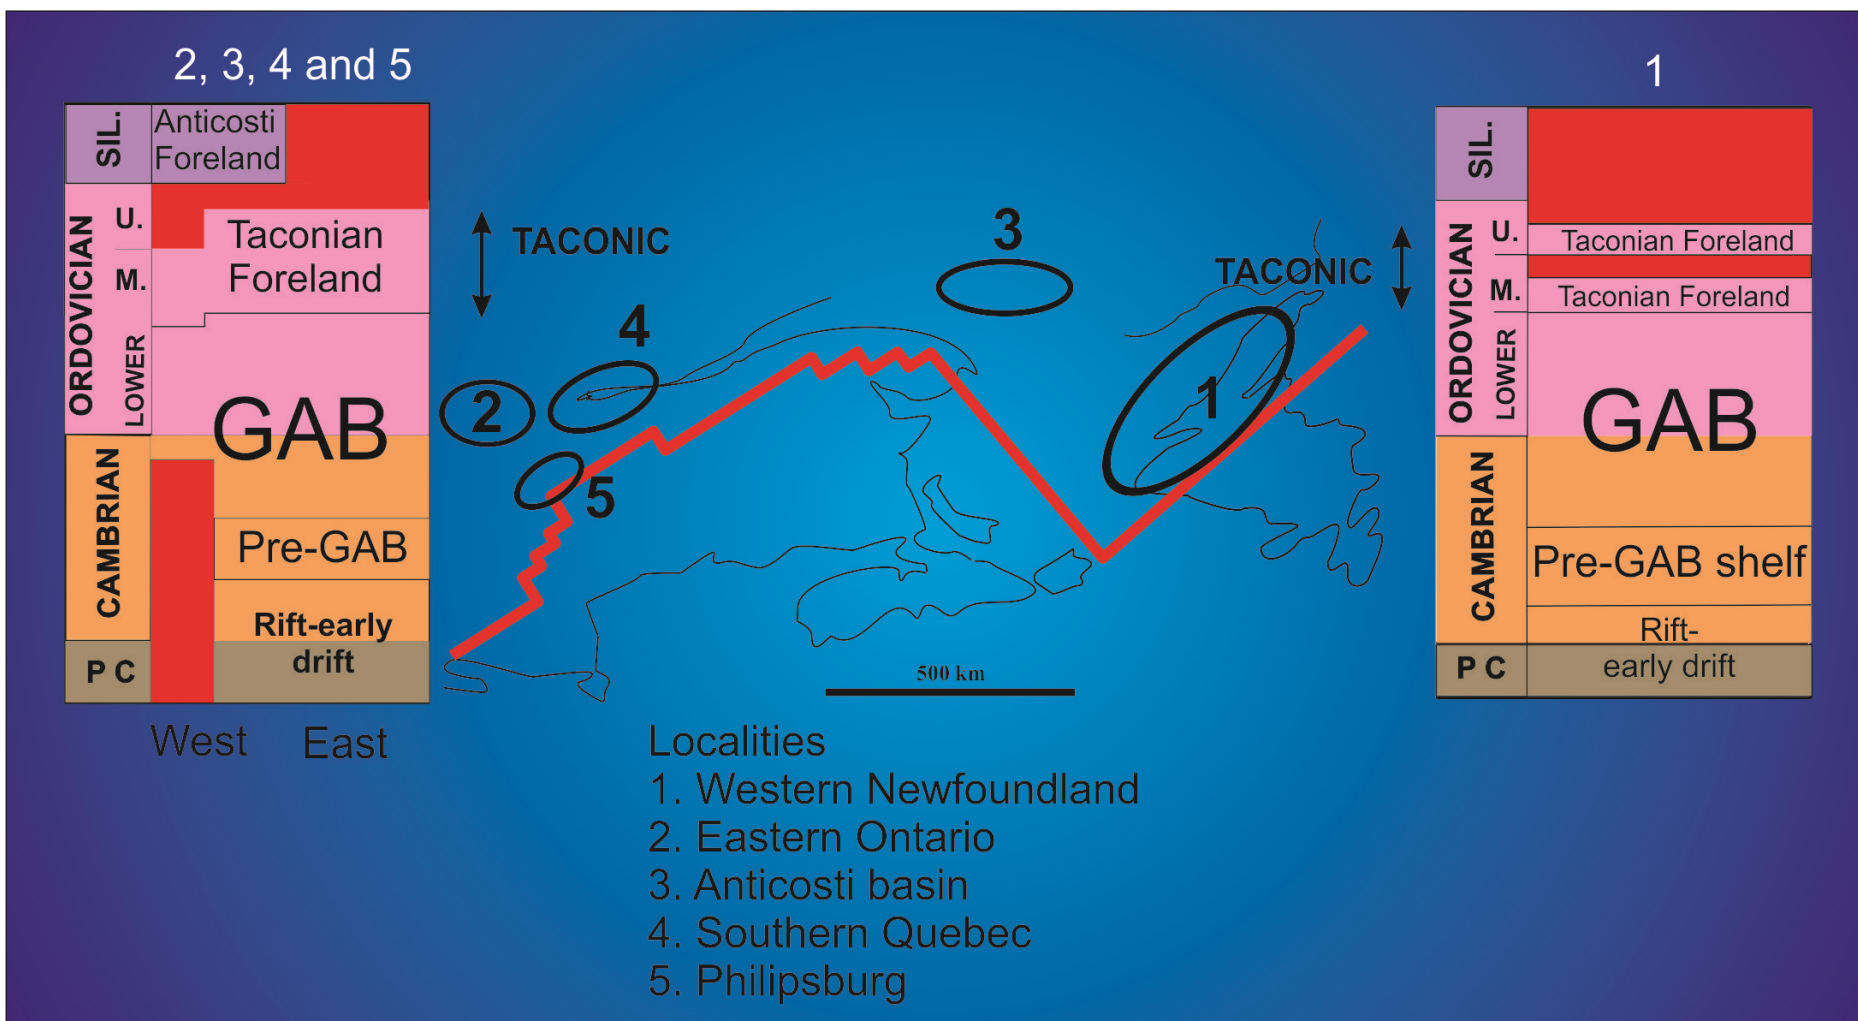 2, 3, 4 and 5
SIL.
Anticosti
Foreland
ORDOVICIAN
U.
M.
LOWER
Taconian
Foreland
GAB
CAMBRIAN
Pre-GAB
Rift-early
drift
P C
West
East
TACONIC
1
2
3
4
5
TACONIC
500 km
Localities
1. Western Newfoundland
2. Eastern Ontario
3. Anticosti basin
4. Southern Quebec
5. Philipsburg
1
SIL.
ORDOVICIAN
U.
M.
LOWER
Taconian Foreland
Taconian Foreland
GAB
CAMBRIAN
Pre-GAB shelf
Rift-
early drift
P C